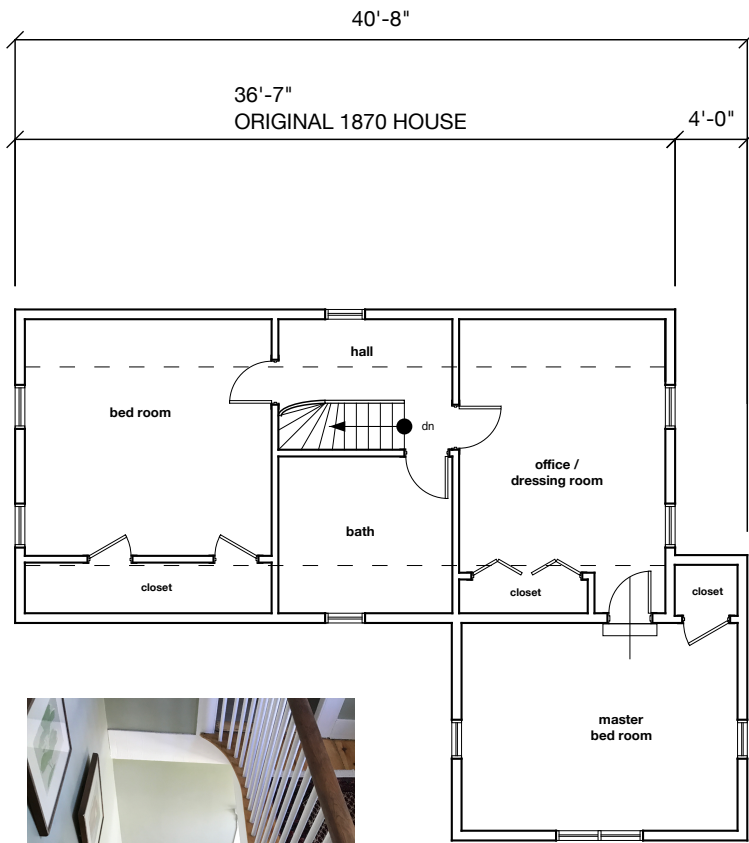 40'-8"
36'-7"
ORIGINAL 1870 HOUSE
4'-0"
hall
bed room
dn
office /
dressing room
bath
closet
closet
closet
master
bed room